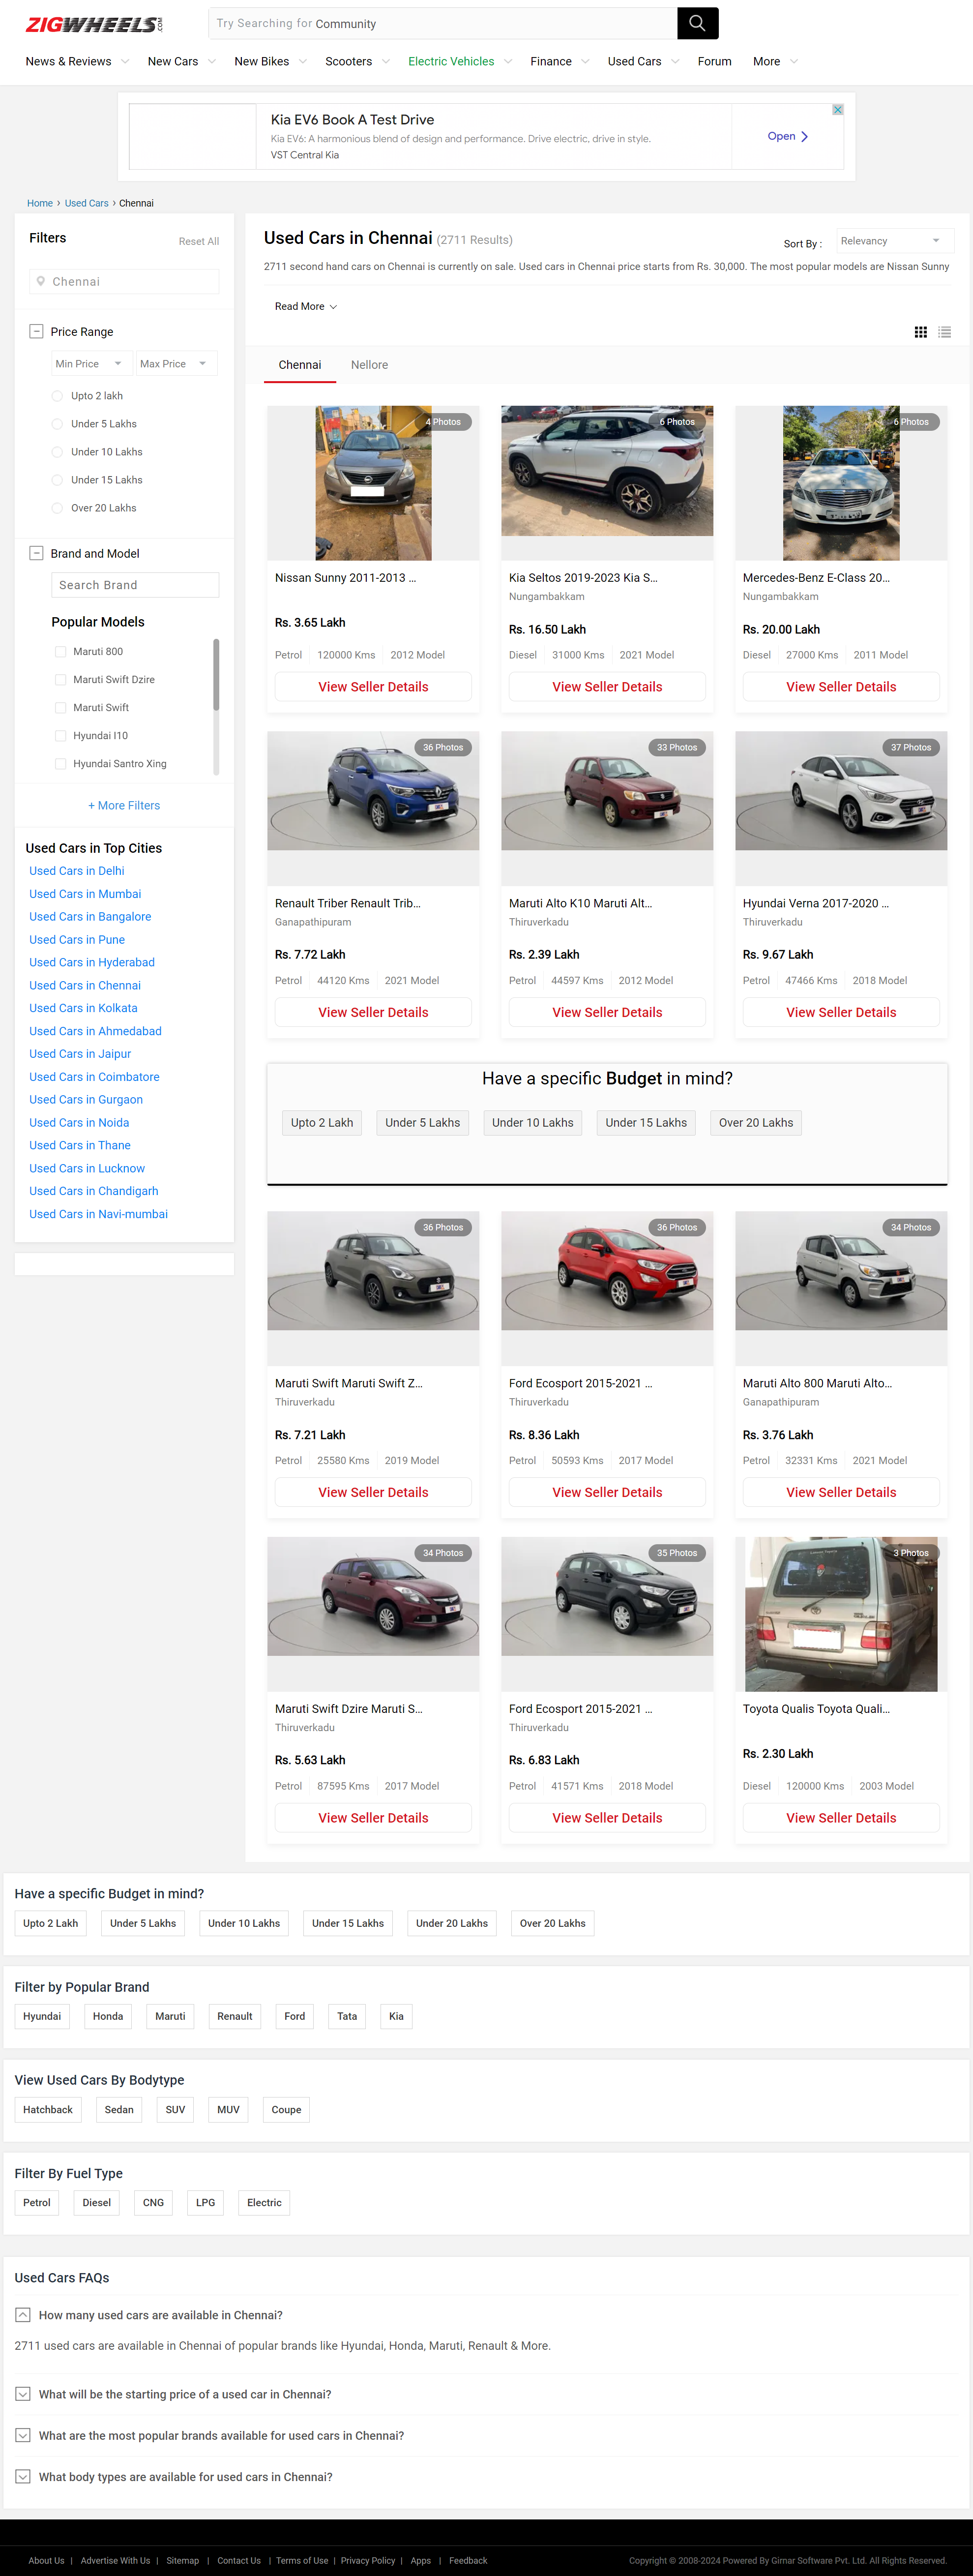 ZIGWHEELS.COM
Try Searching for Community
News & Reviews
New Cars
New Bikes
Scooters
Electric Vehicles
Finance
Used Cars
Forum
More
Kia EV6 Book A Test Drive
Kia EV6: A harmonious blend of design and performance. Drive electric, drive in style.
VST Central Kia
Open
Home › Used Cars › Chennai
Filters
Reset All
Chennai
Price Range
Min Price
Max Price
Upto 2 lakh
Under 5 Lakhs
Under 10 Lakhs
Under 15 Lakhs
Over 20 Lakhs
Brand and Model
Search Brand
Popular Models
Maruti 800
Maruti Swift Dzire
Maruti Swift
Hyundai I10
Hyundai Santro Xing
+ More Filters
Used Cars in Top Cities
Used Cars in Delhi
Used Cars in Mumbai
Used Cars in Bangalore
Used Cars in Pune
Used Cars in Hyderabad
Used Cars in Chennai
Used Cars in Kolkata
Used Cars in Ahmedabad
Used Cars in Jaipur
Used Cars in Coimbatore
Used Cars in Gurgaon
Used Cars in Noida
Used Cars in Thane
Used Cars in Lucknow
Used Cars in Chandigarh
Used Cars in Navi-mumbai
Used Cars in Chennai (2711 Results)
Sort By :
Relevancy
2711 second hand cars on Chennai is currently on sale. Used cars in Chennai price starts from Rs. 30,000. The most popular models are Nissan Sunny
Read More
Chennai
Nellore
4 Photos
Nissan Sunny 2011-2013 ...
Rs. 3.65 Lakh
Petrol 120000 Kms 2012 Model
View Seller Details
6 Photos
Kia Seltos 2019-2023 Kia S...
Nungambakkam
Rs. 16.50 Lakh
Diesel 31000 Kms 2021 Model
View Seller Details
6 Photos
Mercedes-Benz E-Class 20...
Nungambakkam
Rs. 20.00 Lakh
Diesel 27000 Kms 2011 Model
View Seller Details
36 Photos
Renault Triber Renault Trib...
Ganapathipuram
Rs. 7.72 Lakh
Petrol 44120 Kms 2021 Model
View Seller Details
33 Photos
Maruti Alto K10 Maruti Alt...
Thiruverkadu
Rs. 2.39 Lakh
Petrol 44597 Kms 2012 Model
View Seller Details
37 Photos
Hyundai Verna 2017-2020 ...
Thiruverkadu
Rs. 9.67 Lakh
Petrol 47466 Kms 2018 Model
View Seller Details
Have a specific Budget in mind?
Upto 2 Lakh
Under 5 Lakhs
Under 10 Lakhs
Under 15 Lakhs
Over 20 Lakhs
36 Photos
Maruti Swift Maruti Swift Z...
Thiruverkadu
Rs. 7.21 Lakh
Petrol 25580 Kms 2019 Model
View Seller Details
36 Photos
Ford Ecosport 2015-2021 ...
Thiruverkadu
Rs. 8.36 Lakh
Petrol 50593 Kms 2017 Model
View Seller Details
34 Photos
Maruti Alto 800 Maruti Alto...
Ganapathipuram
Rs. 3.76 Lakh
Petrol 32331 Kms 2021 Model
View Seller Details
34 Photos
Maruti Swift Dzire Maruti S...
Thiruverkadu
Rs. 5.63 Lakh
Petrol 87595 Kms 2017 Model
View Seller Details
35 Photos
Ford Ecosport 2015-2021 ...
Thiruverkadu
Rs. 6.83 Lakh
Petrol 41571 Kms 2018 Model
View Seller Details
3 Photos
Toyota Qualis Toyota Quali...
Rs. 2.30 Lakh
Diesel 120000 Kms 2003 Model
View Seller Details
Have a specific Budget in mind?
Upto 2 Lakh
Under 5 Lakhs
Under 10 Lakhs
Under 15 Lakhs
Under 20 Lakhs
Over 20 Lakhs
Filter by Popular Brand
Hyundai
Honda
Maruti
Renault
Ford
Tata
Kia
View Used Cars By Bodytype
Hatchback
Sedan
SUV
MUV
Coupe
Filter By Fuel Type
Petrol
Diesel
CNG
LPG
Electric
Used Cars FAQs
How many used cars are available in Chennai?
2711 used cars are available in Chennai of popular brands like Hyundai, Honda, Maruti, Renault & More.
What will be the starting price of a used car in Chennai?
What are the most popular brands available for used cars in Chennai?
What body types are available for used cars in Chennai?
About Us | Advertise With Us | Sitemap | Contact Us | Terms of Use | Privacy Policy | Apps | Feedback
Copyright © 2008-2024 Powered By Girnar Software Pvt. Ltd. All Rights Reserved.